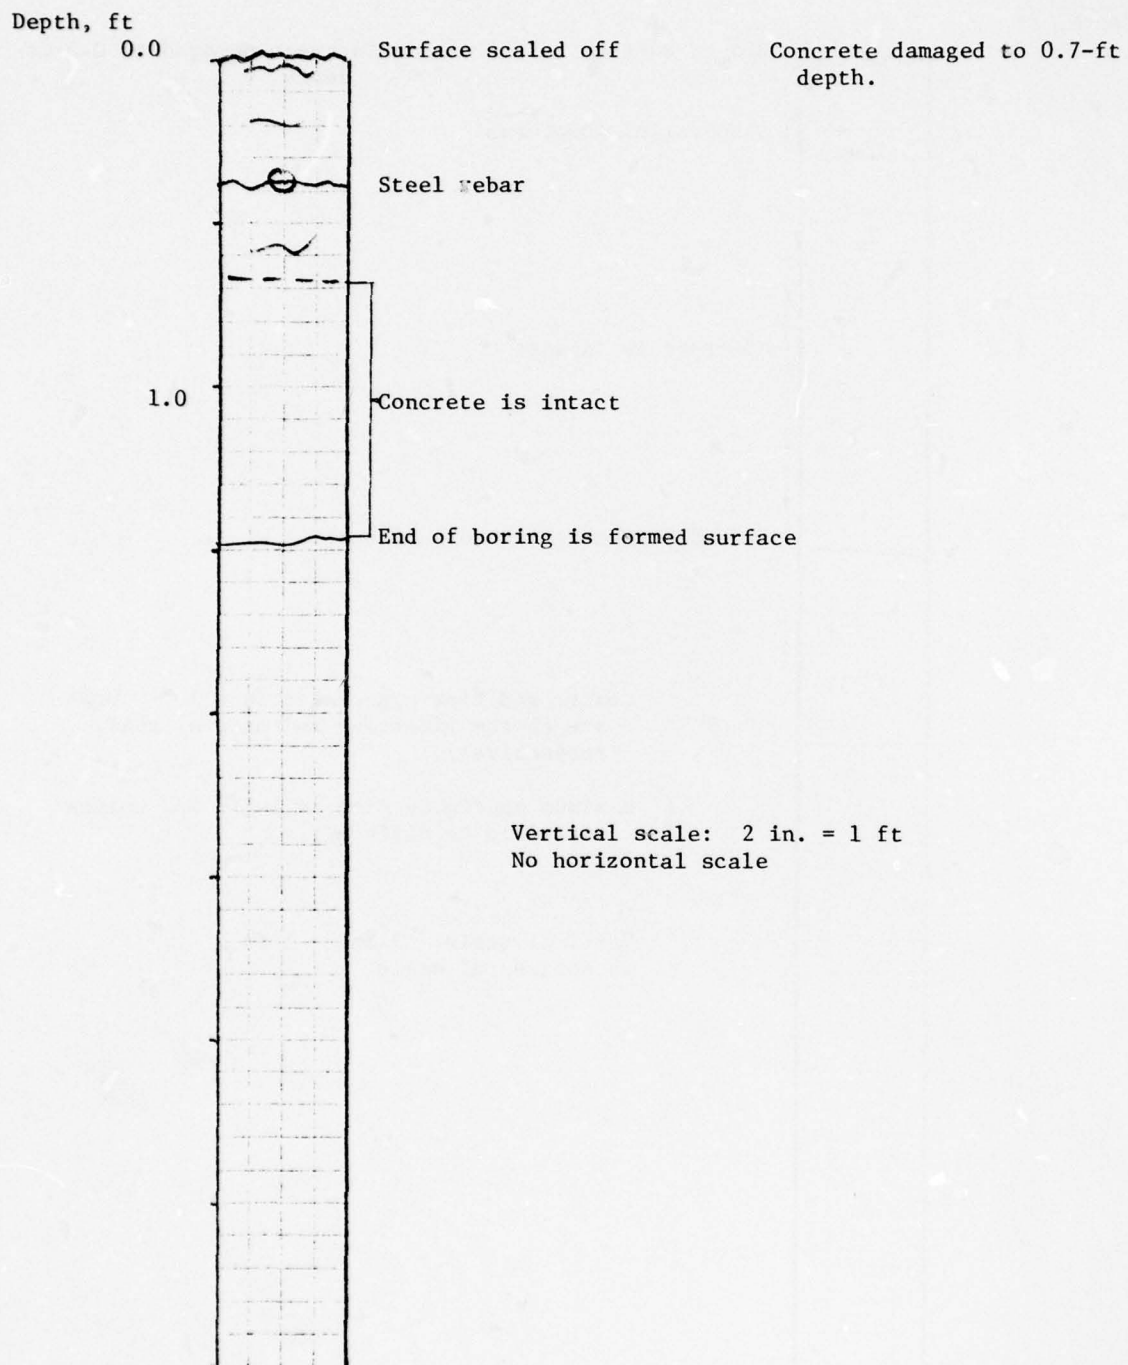 Depth, ft
0.0
Surface scaled off
Concrete damaged to 0.7-ft
depth.
Steel rebar
1.0
Concrete is intact
End of boring is formed surface
Vertical scale: 2 in. = 1 ft
No horizontal scale